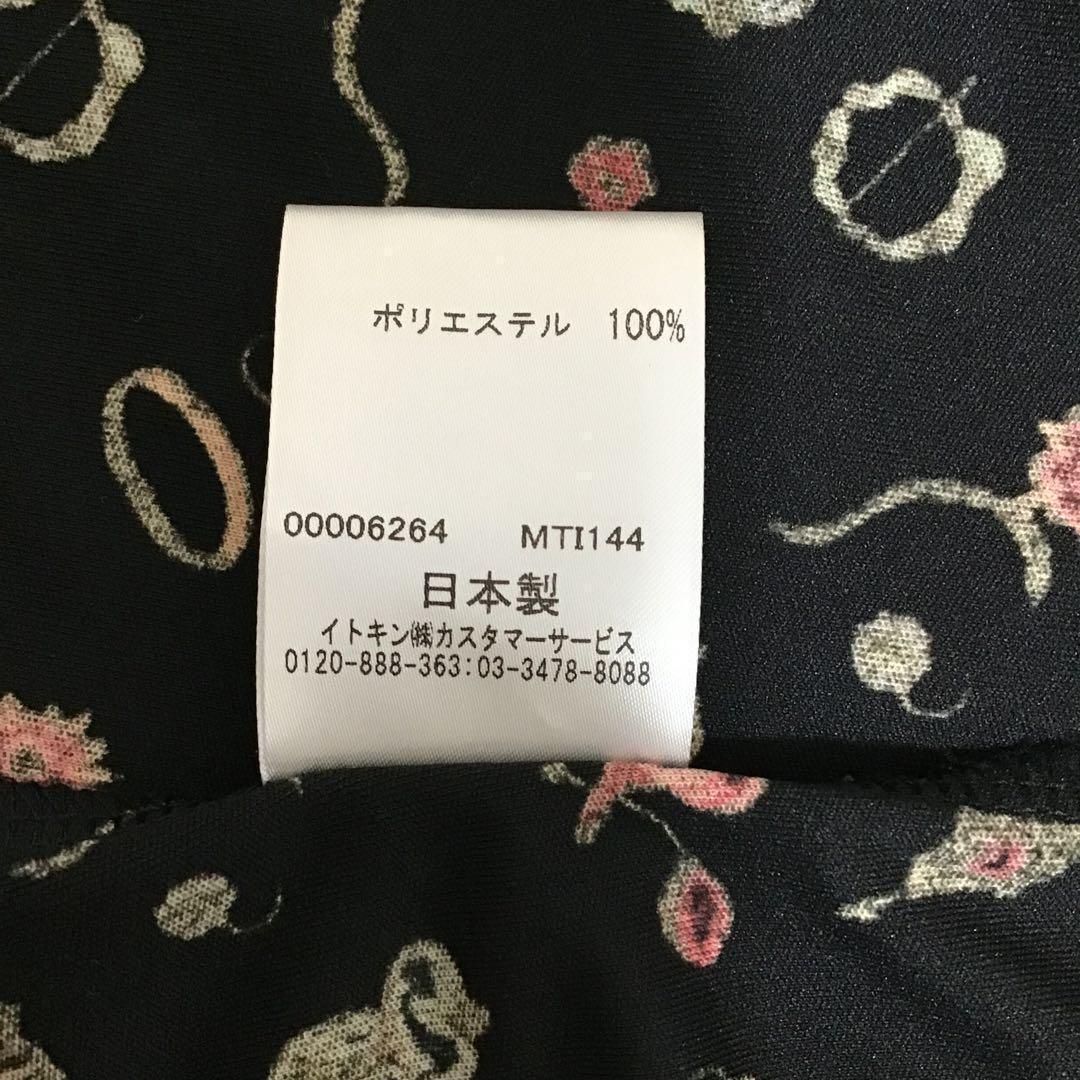 ポリエステル 100%
00006264 MTI144
日本製
イトキン㈱カスタマーサービス
0120-888-363:03-3478-8088